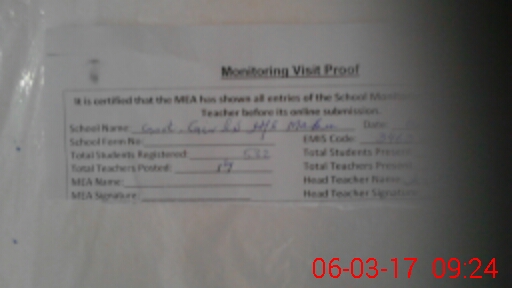 Monitoring Visit Proof
It is certified that the MEA has shown all entries of the School
Teacher before its online submission.
School Name: Date:
School Form No: EMIS Code:
Total Students Registered: 532 Total Students Present
Total Teachers Posted: Total Teachers Present
MEA Name: Head Teacher Name
MEA Signature: Head Teacher Signature
06-03-17 09:24